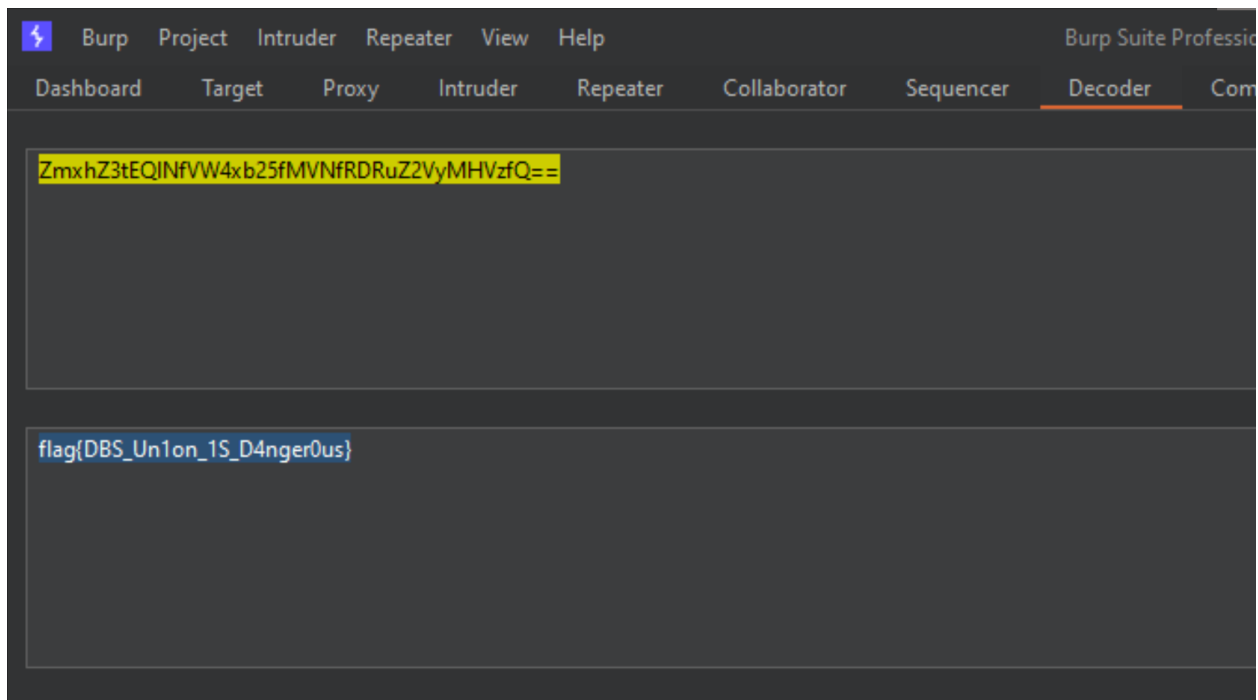 Burp Project Intruder Repeater View Help
Dashboard Target Proxy Intruder Repeater Collaborator Sequencer Decoder
ZmxhZ3tEQlNfVW4xb25fMVNfRDRuZ2VyMHVzfQ==
flag{DBS_Un1on_1S_D4nger0us}